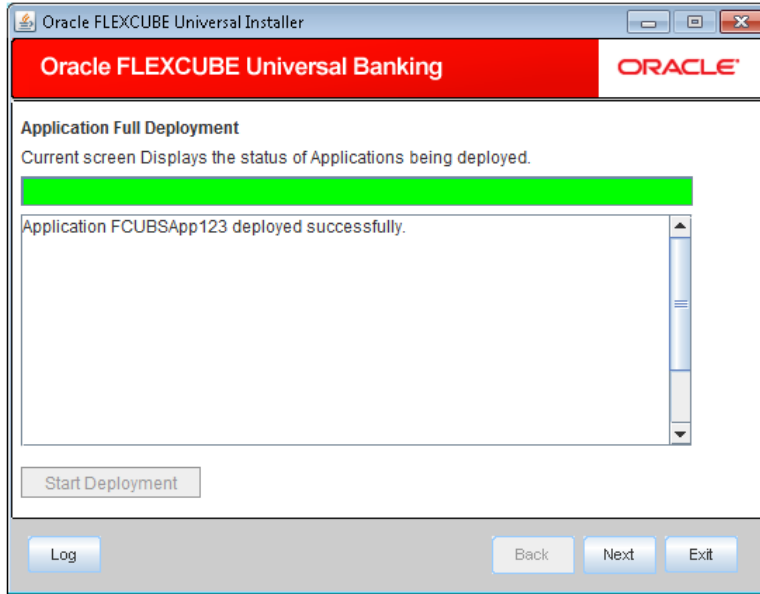 Oracle FLEXCUBE Universal Installer
Oracle FLEXCUBE Universal Banking
ORACLE
Application Full Deployment
Current screen Displays the status of Applications being deployed.
Application FCUBSApp123 deployed successfully.
Start Deployment
Log
Back
Next
Exit